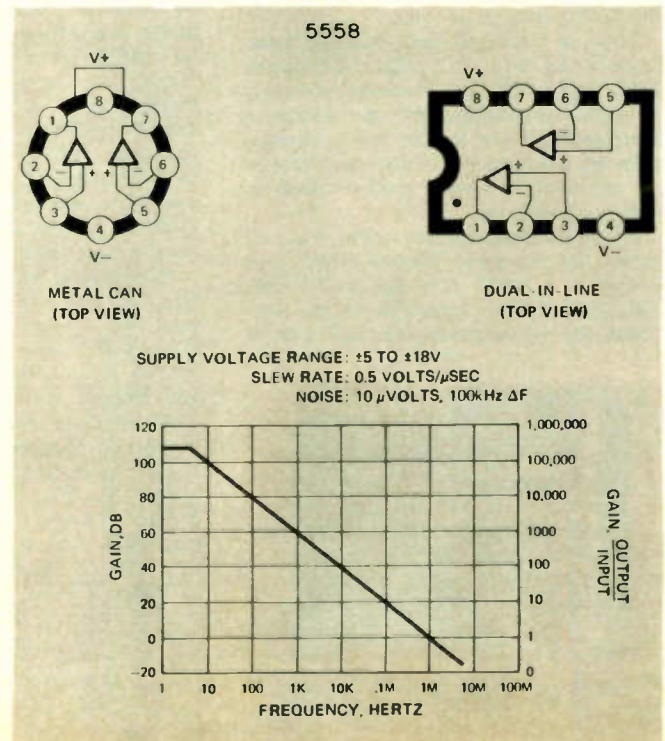 5558
V+
8
1
7
2
6
3
5
4
−
+
+
−
V−
METAL CAN
(TOP VIEW)
V+
8
7
6
5
−
+
+
−
1
2
3
4
V−
DUAL-IN-LINE
(TOP VIEW)
SUPPLY VOLTAGE RANGE: ±5 TO ±18V
SLEW RATE: 0.5 VOLTS/µSEC
NOISE: 10 µVOLTS, 100kHz ΔF
120
100
80
60
40
20
0
−20
GAIN, DB
1,000,000
100,000
10,000
1000
100
10
1
0
GAIN, OUTPUT
INPUT
1 10 100 1K 10K .1M 1M 10M 100M
FREQUENCY, HERTZ